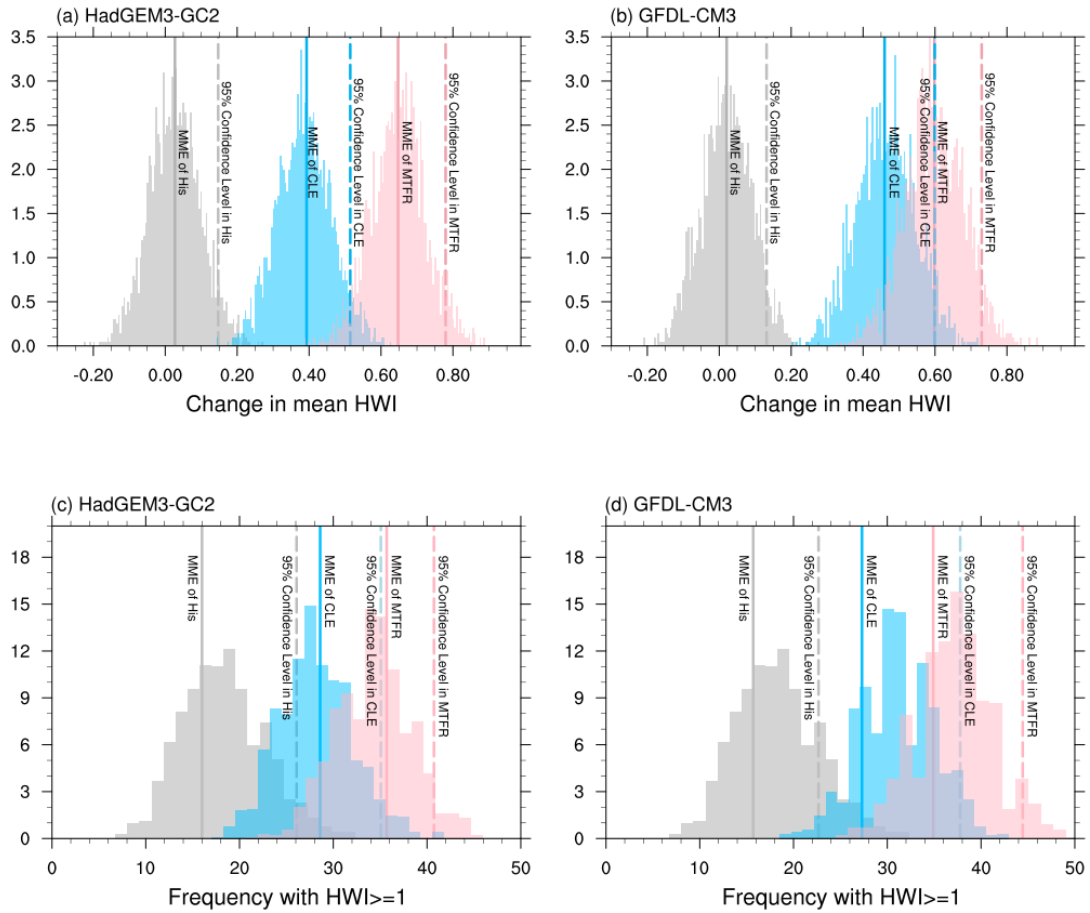 (a) HadGEM3-GC2
3.5
3.0
2.5
2.0
1.5
1.0
0.5
0.0
MME of His
95% Confidence Level in His
MME of CLE
95% Confidence Level in CLE
MME of MTFR
95% Confidence Level in MTFR
-0.20 0.00 0.20 0.40 0.60 0.80
Change in mean HWI
(b) GFDL-CM3
3.5
3.0
2.5
2.0
1.5
1.0
0.5
0.0
MME of His
95% Confidence Level in His
MME of CLE
95% Confidence Level in CLE
MME of MTFR
95% Confidence Level in MTFR
-0.20 0.00 0.20 0.40 0.60 0.80
Change in mean HWI
(c) HadGEM3-GC2
18
15
12
9
6
3
0
MME of His
95% Confidence Level in His
MME of CLE
95% Confidence Level in CLE
MME of MTFR
95% Confidence Level in MTFR
0 10 20 30 40 50
Frequency with HWI>=1
(d) GFDL-CM3
18
15
12
9
6
3
0
MME of His
95% Confidence Level in His
MME of CLE
MME of MTFR
95% Confidence Level in CLE
95% Confidence Level in MTFR
0 10 20 30 40 50
Frequency with HWI>=1